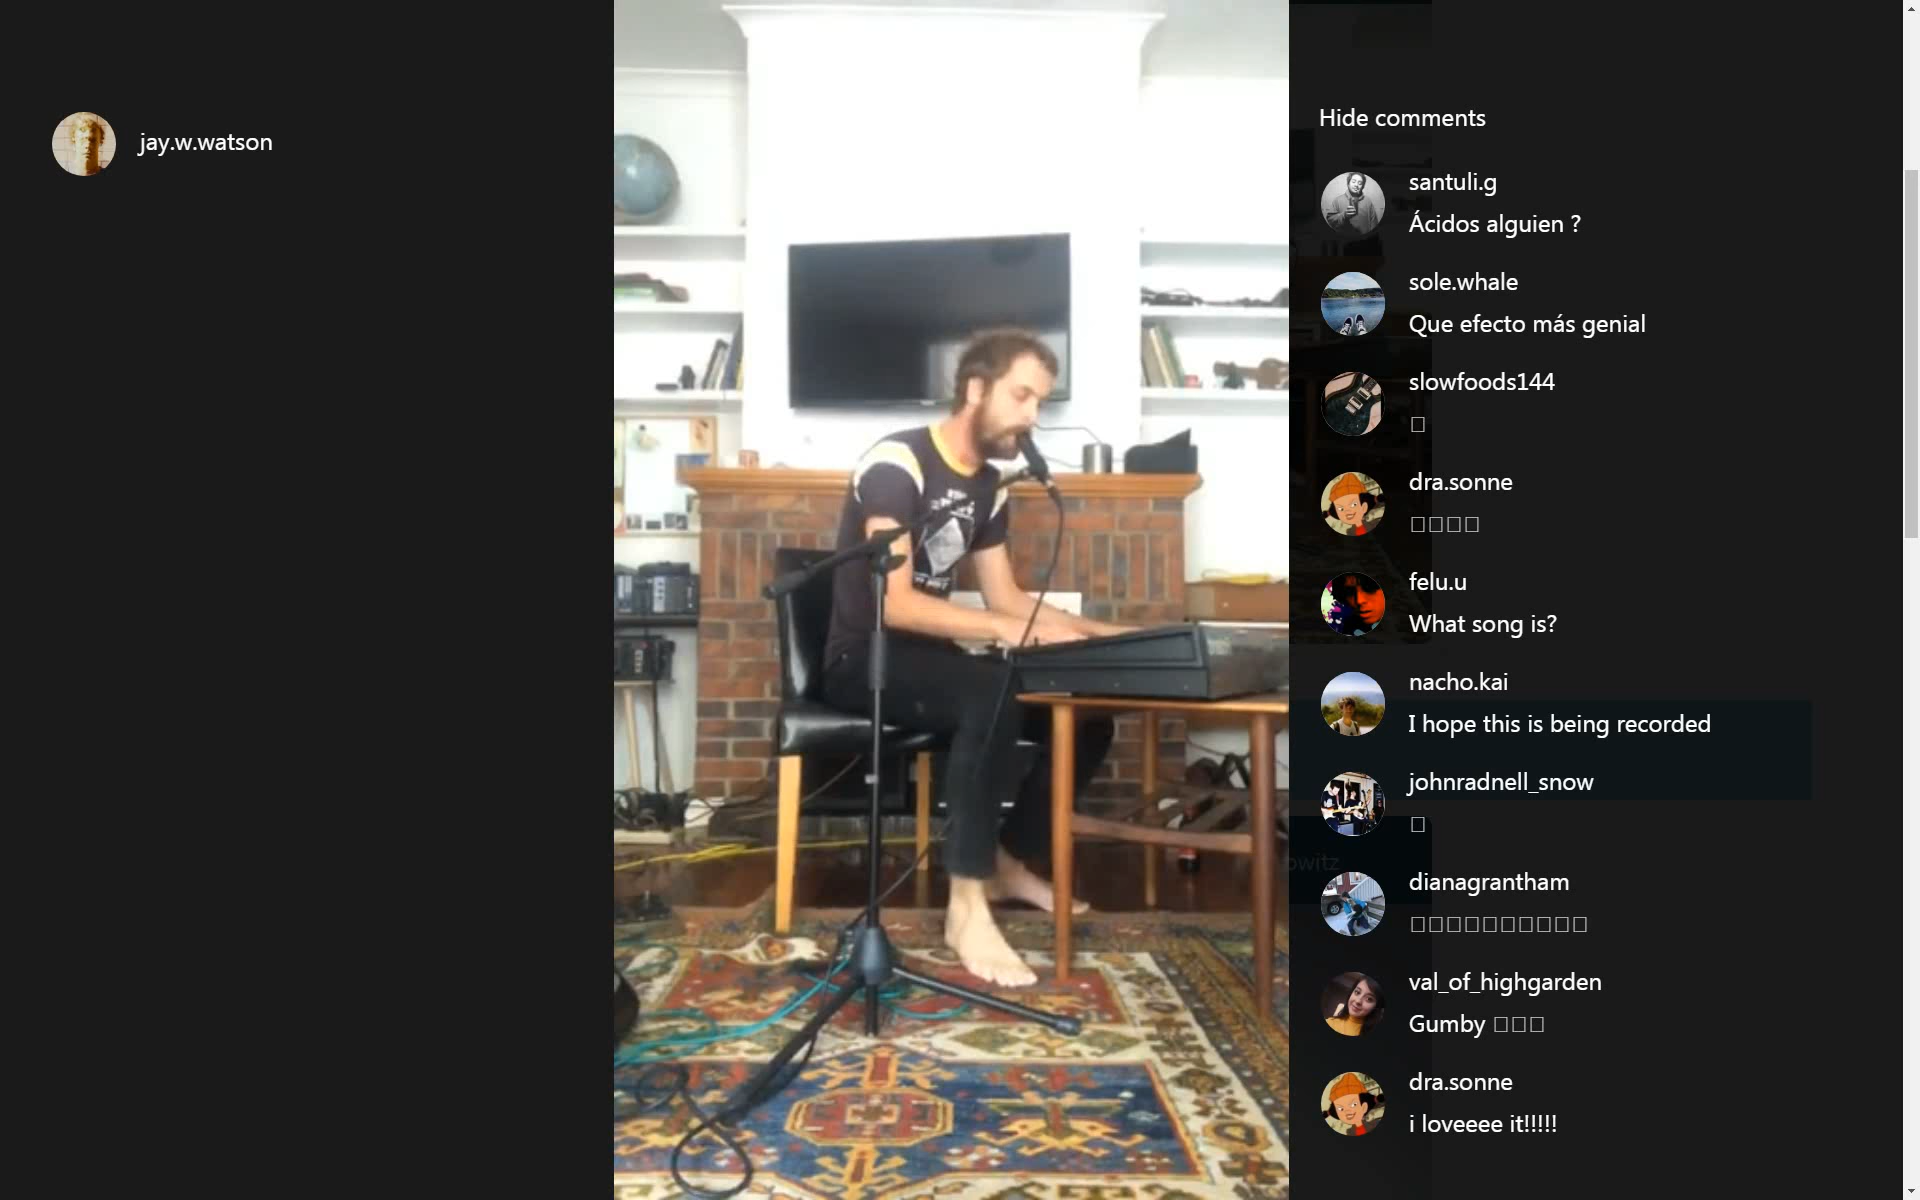 jay.w.watson
Hide comments
santuli.g
Ácidos alguien ?
sole.whale
Que efecto más genial
slowfoods144
dra.sonne
felu.u
What song is?
nacho.kai
I hope this is being recorded
johnradnell_snow
owitz
dianagrantham
val_of_highgarden
Gumby
dra.sonne
i loveeee it!!!!!